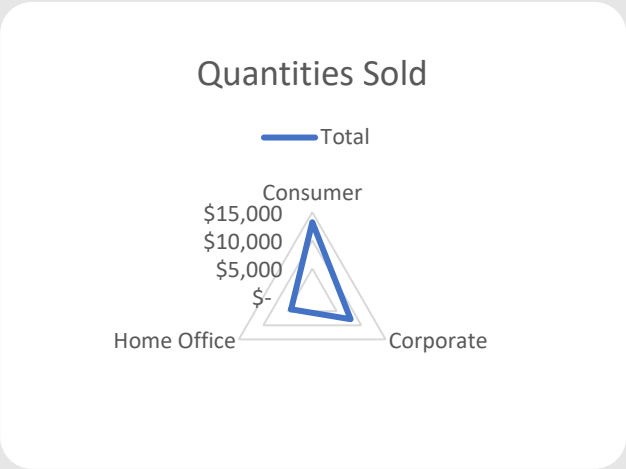 Quantities Sold
Total
Consumer
$15,000
$10,000
$5,000
$-
Home Office
Corporate